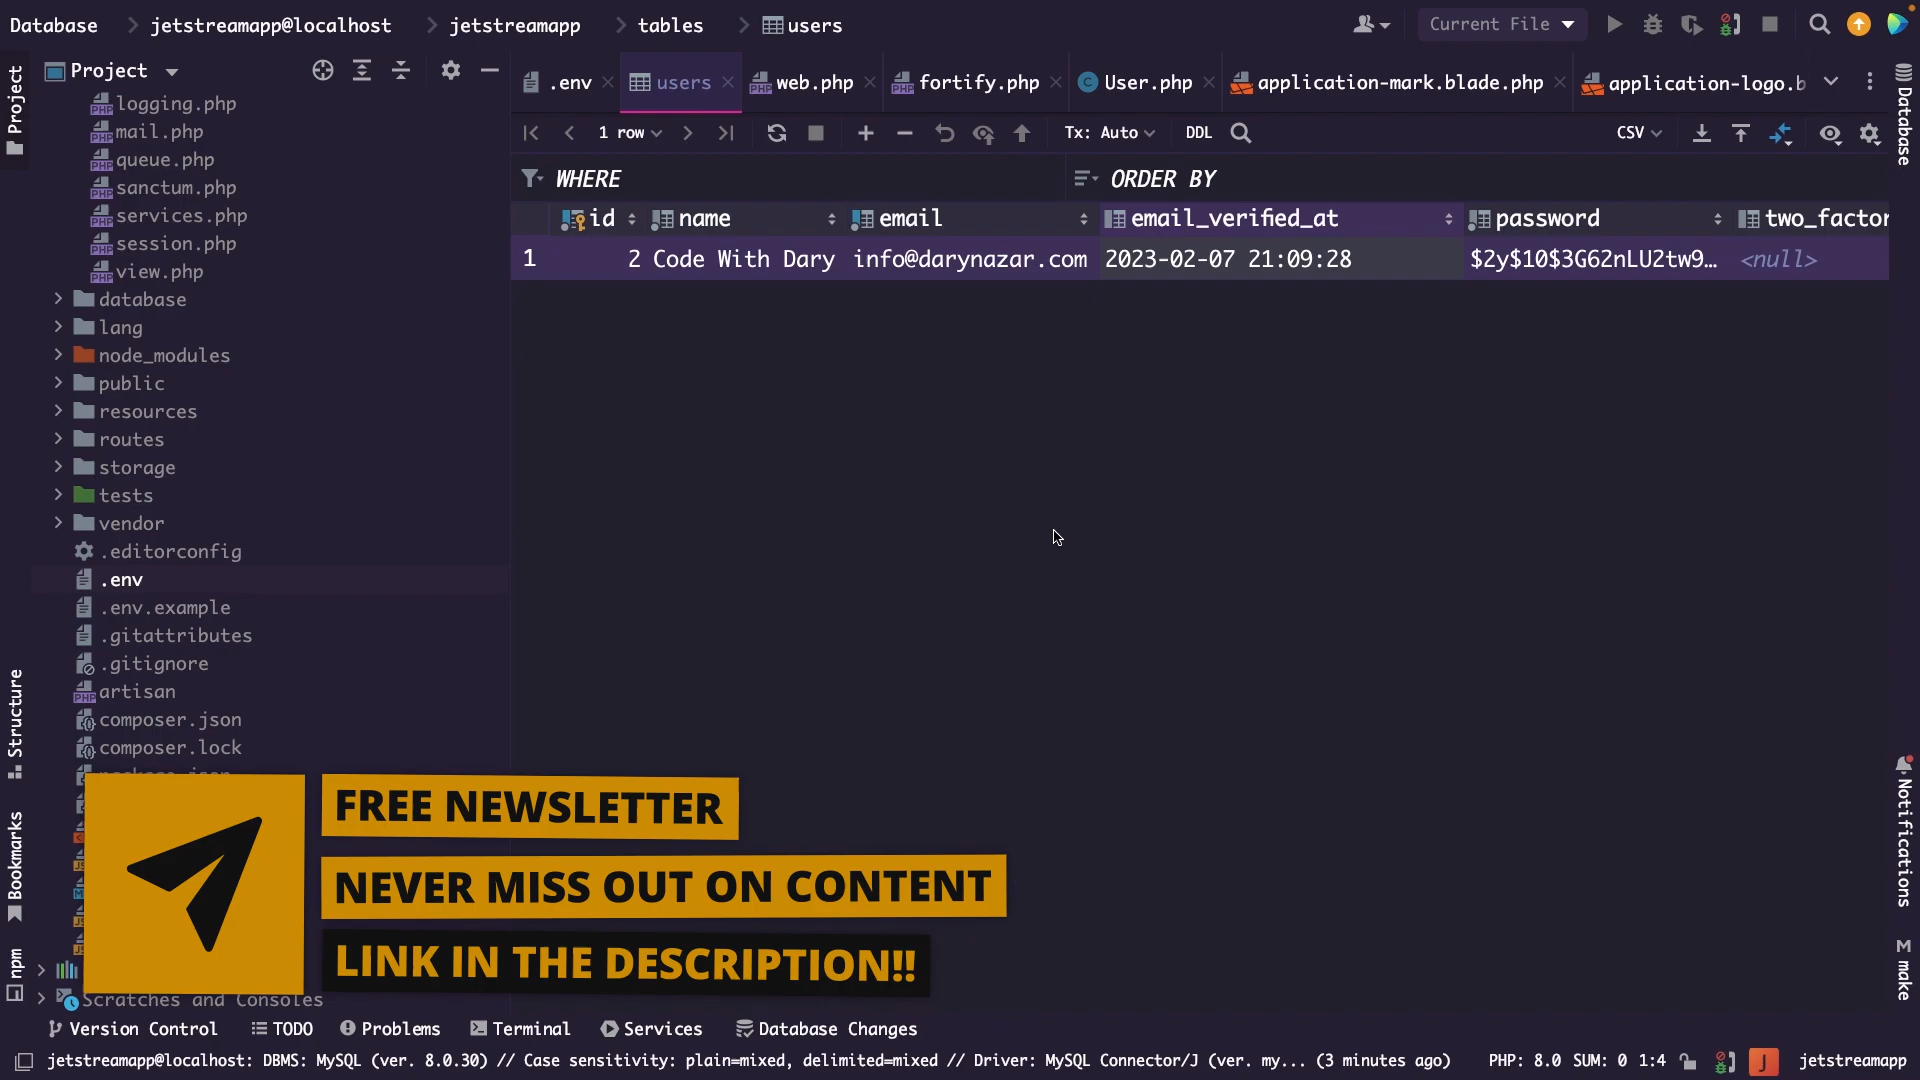 Database jetstreamapp@localhost jetstreamapp tables users
Current File
Project
.env users web.php fortify.php User.php application-mark.blade.php application-logo.b
1 row Tx: Auto DDL CSV
WHERE ORDER BY
id name email email_verified_at password two_factor
1 2 Code With Dary info@darynazar.com 2023-02-07 21:09:28 $2y$10$3G62nLU2tw9… <null>
logging.php
mail.php
queue.php
sanctum.php
services.php
session.php
view.php
database
lang
node_modules
public
resources
routes
storage
tests
vendor
.editorconfig
.env
.env.example
.gitattributes
.gitignore
artisan
composer.json
composer.lock
FREE NEWSLETTER
NEVER MISS OUT ON CONTENT
LINK IN THE DESCRIPTION!!
Scratches and Consoles
Project
Structure
Bookmarks
npm
Database
Notifications
make
Version Control TODO Problems Terminal Services Database Changes
jetstreamapp@localhost: DBMS: MySQL (ver. 8.0.30) // Case sensitivity: plain=mixed, delimited=mixed // Driver: MySQL Connector/J (ver. my... (3 minutes ago) PHP: 8.0 SUM: 0 1:4 jetstreamapp